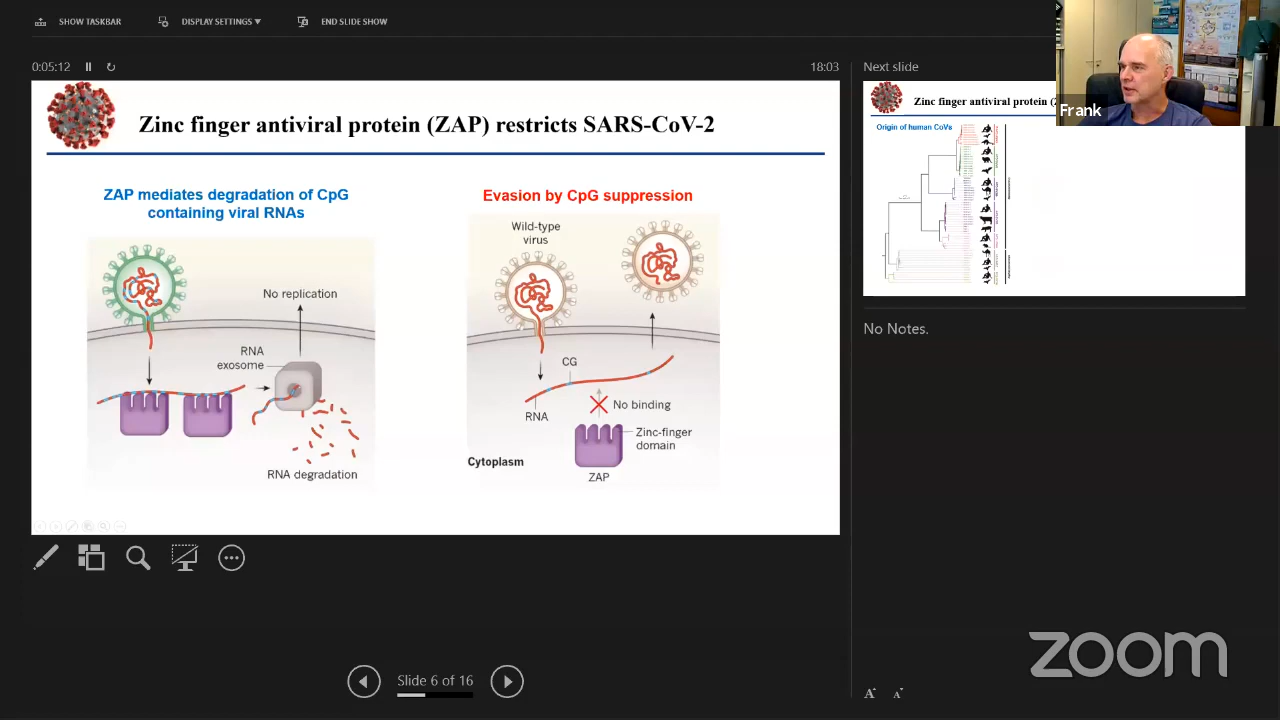 SHOW TASKBAR
DISPLAY SETTINGS
END SLIDE SHOW
0:05:12
18:03
Zinc finger antiviral protein (ZAP) restricts SARS-CoV-2
ZAP mediates degradation of CpG
containing viral RNAs
Evasion by CpG suppression
Wild-type
virus
No replication
RNA
exosome
RNA degradation
CG
RNA
No binding
Zinc-finger
domain
Cytoplasm
ZAP
Slide 6 of 16
Next slide
Zinc finger antiviral protein (
Origin of human CoVs
Frank
No Notes.
A
A
zoom